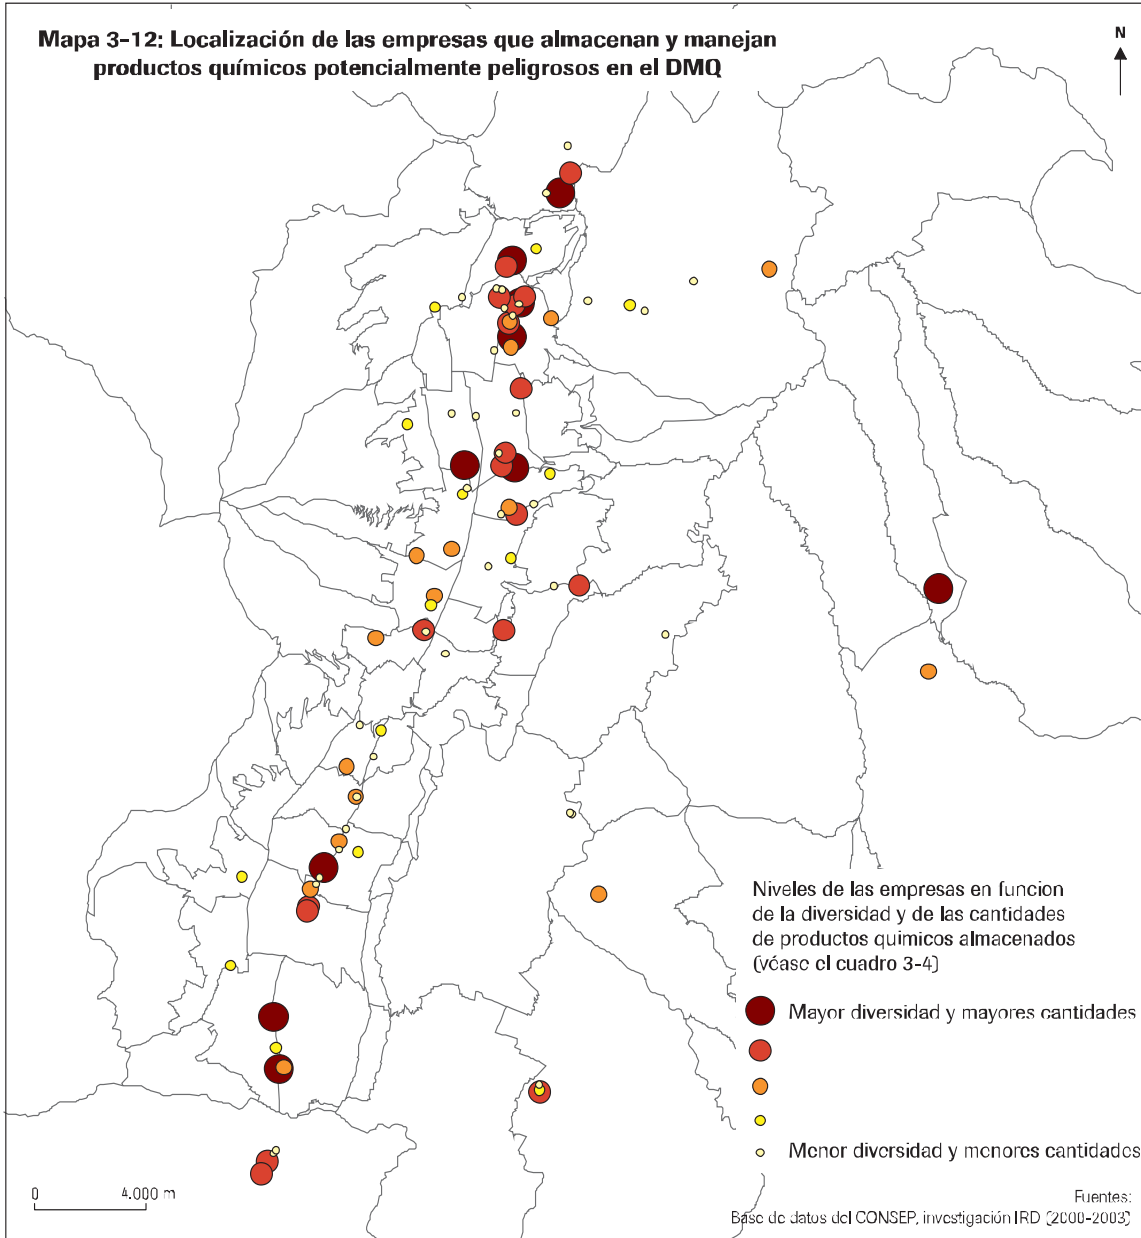 Mapa 3-12: Localización de las empresas que almacenan y manejan
productos químicos potencialmente peligrosos en el DMQ
N
Niveles de las empresas en funcion
de la diversidad y de las cantidades
de productos quimicos almacenados
(véase el cuadro 3-4)
Mayor diversidad y mayores cantidades
Menor diversidad y menores cantidades
0 4.000 m
Fuentes:
Base de datos del CONSEP, investigación IRD (2000-2003)